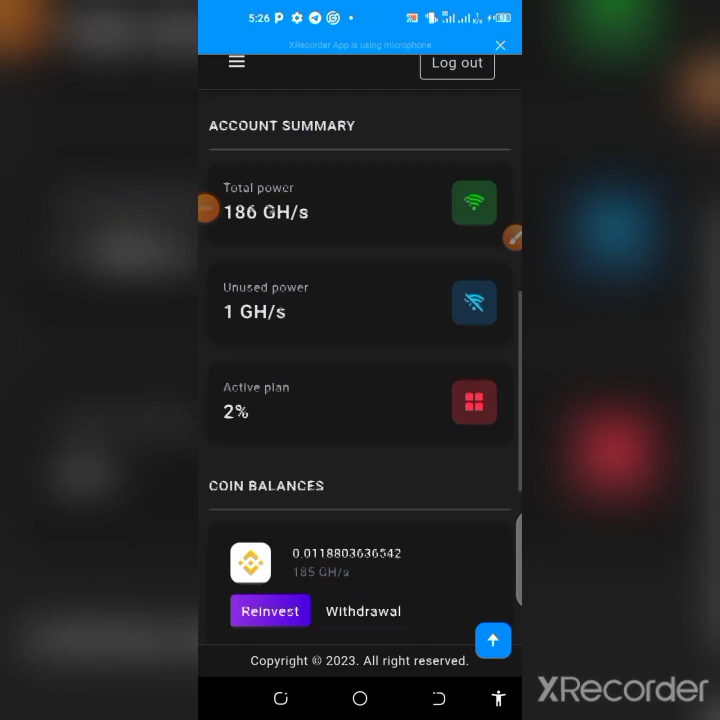 5:26
XRecorder App is using microphone
Log out
ACCOUNT SUMMARY
Total power
186 GH/s
Unused power
1 GH/s
Active plan
2%
COIN BALANCES
0.0118803636542
185 GH/s
Reinvest Withdrawal
Copyright © 2023. All right reserved.
XRecorder